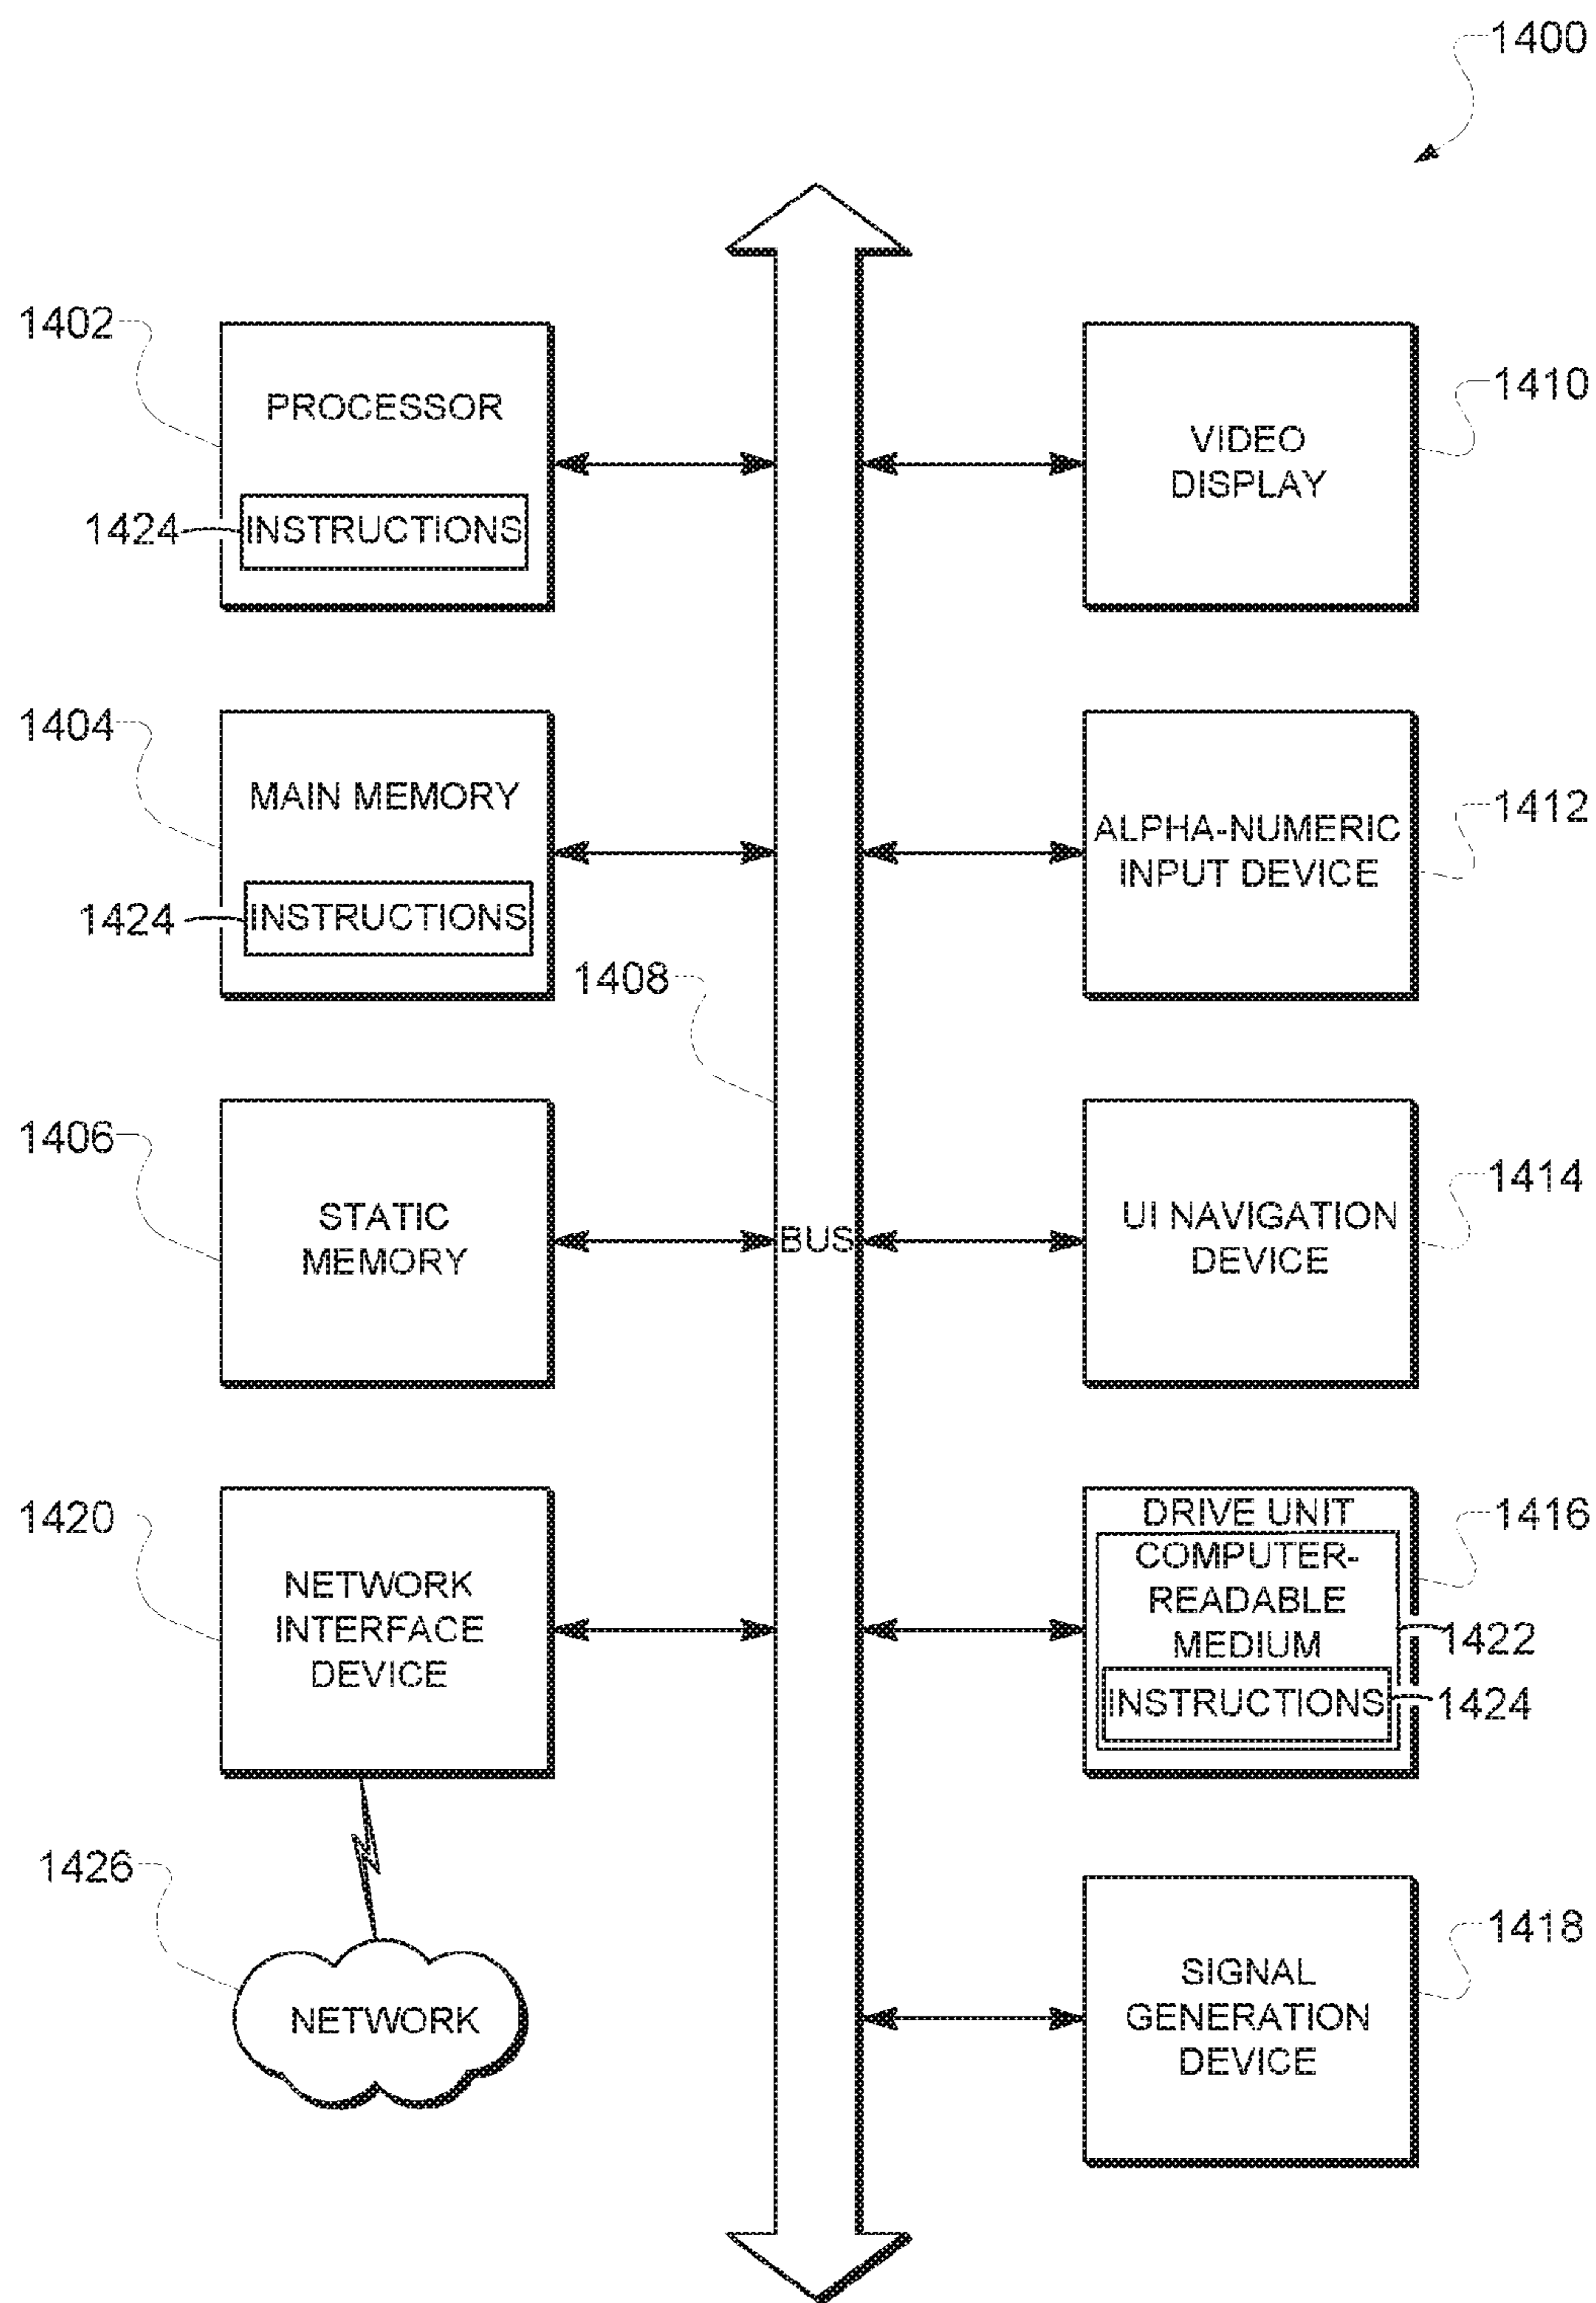 1400
1402
PROCESSOR
1424
INSTRUCTIONS
1410
VIDEO
DISPLAY
1404
MAIN MEMORY
1424
INSTRUCTIONS
1412
ALPHA-NUMERIC
INPUT DEVICE
1408
1406
STATIC
MEMORY
BUS
1414
UI NAVIGATION
DEVICE
1420
NETWORK
INTERFACE
DEVICE
1416
DRIVE UNIT
COMPUTER-
READABLE
MEDIUM
1422
INSTRUCTIONS
1424
1426
NETWORK
1418
SIGNAL
GENERATION
DEVICE